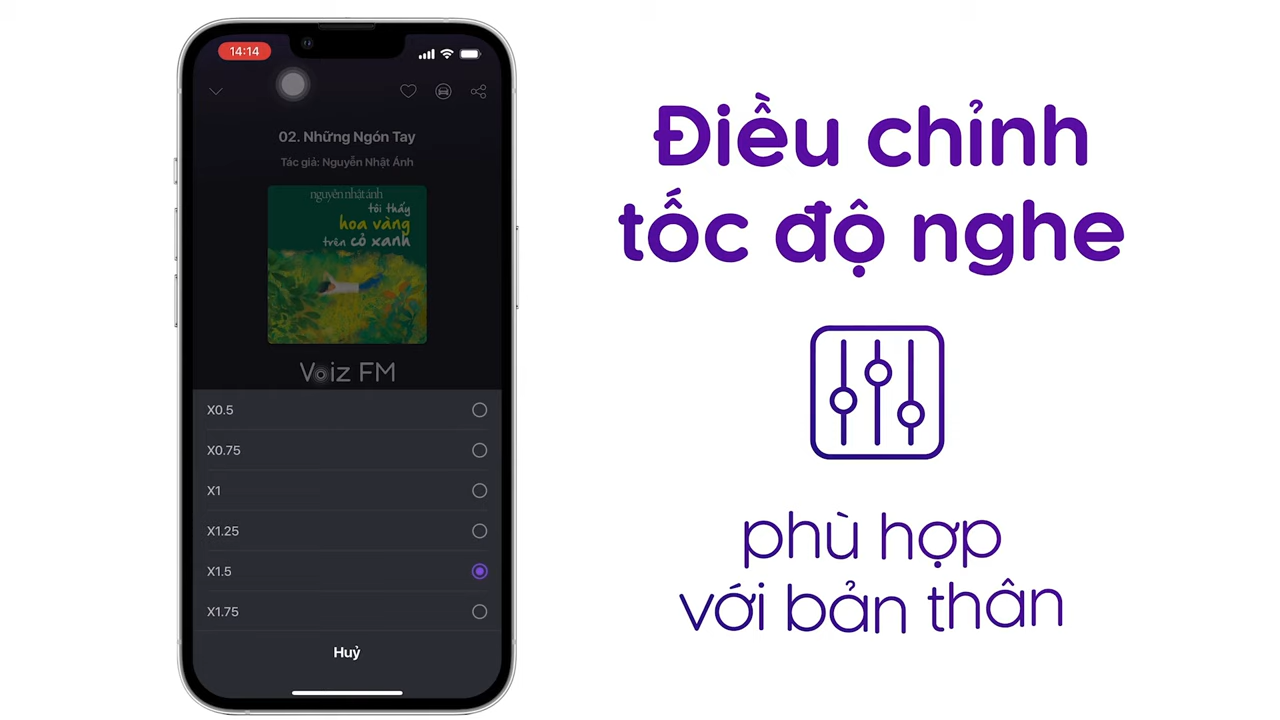 14:14
02. Những Ngón Tay
Tác giả: Nguyễn Nhật Ánh
nguyễn nhật ánh
tôi thấy
hoa vàng
trên cỏ xanh
Voiz FM
X0.5
X0.75
X1
X1.25
X1.5
X1.75
Huỷ
Điều chỉnh
tốc độ nghe
phù hợp
với bản thân